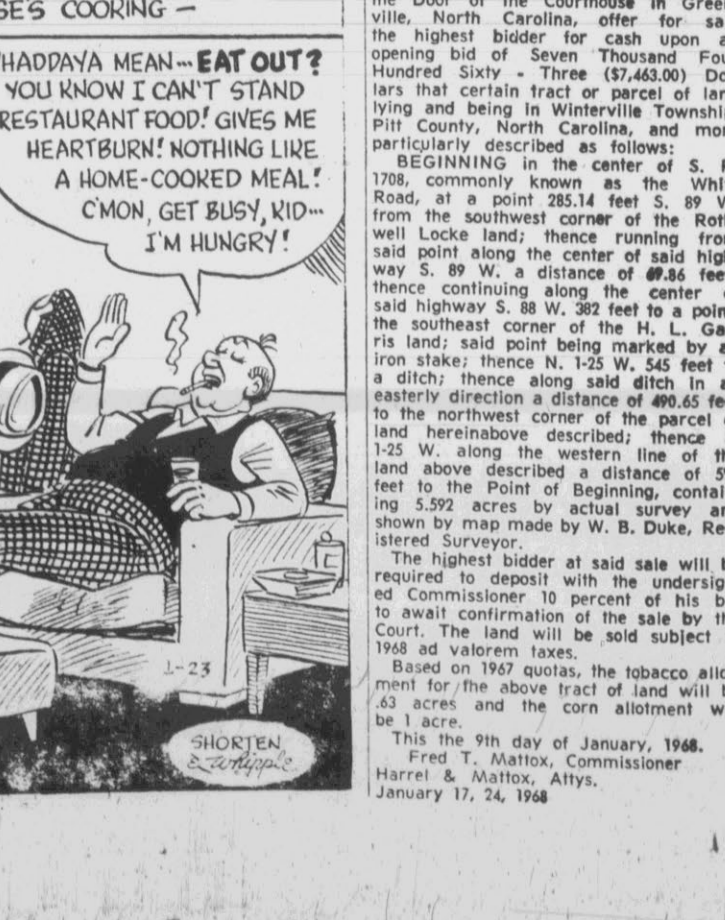 SE'S COOKING —
HADDAYA MEAN... EAT OUT?
YOU KNOW I CAN'T STAND
RESTAURANT FOOD! GIVES ME
HEARTBURN! NOTHING LIKE
A HOME-COOKED MEAL!
C'MON, GET BUSY, KID...
I'M HUNGRY!
1-23
SHORTEN
& Whipple
the Door of the Courthouse in Green
ville, North Carolina, offer for sa
the highest bidder for cash upon a
opening bid of Seven Thousand Fou
Hundred Sixty - Three ($7,463.00) Do
lars that certain tract or parcel of lan
lying and being in Winterville Townshi
Pitt County, North Carolina, and mor
particularly described as follows:
BEGINNING in the center of S. R
1708, commonly known as the Whi
Road, at a point 285.14 feet S. 89 W
from the southwest corner of the Roth
well Locke land; thence running from
said point along the center of said high
way S. 89 W. a distance of 69.86 fee
thence continuing along the center
said highway S. 88 W. 382 feet to a poin
the southeast corner of the H. L. Ga
ris land; said point being marked by a
iron stake; thence N. 1-25 W. 545 feet
a ditch; thence along said ditch in a
easterly direction a distance of 490.65 fe
to the northwest corner of the parcel
land hereinabove described; thence
1-25 W. along the western line of th
land above described a distance of 5
feet to the Point of Beginning, contai
ing 5.592 acres by actual survey an
shown by map made by W. B. Duke, Re
istered Surveyor.
The highest bidder at said sale will b
required to deposit with the undersig
ed Commissioner 10 percent of his b
to await confirmation of the sale by th
Court. The land will be sold subject
1968 ad valorem taxes.
Based on 1967 quotas, the tobacco allo
ment for the above tract of land will b
.63 acres and the corn allotment w
be 1 acre.
This the 9th day of January, 1968.
Fred T. Mattox, Commissioner
Harrel & Mattox, Attys.
January 17, 24, 1968